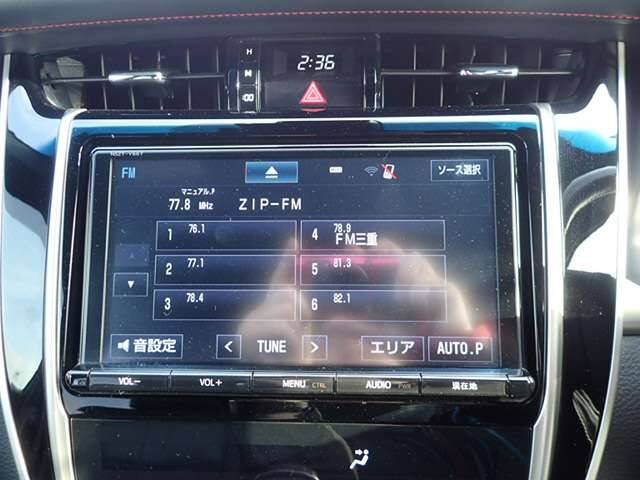 H
M
2:36
FM
ソース選択
マニュアル.P
77.8 MHz ZIP-FM
1 76.1
4 78.9 FM三重
2 77.1
5 81.3
3 78.4
6 82.1
音設定
< TUNE >
エリア
AUTO.P
VOL− VOL+ MENU CTRL AUDIO PWR 現在地